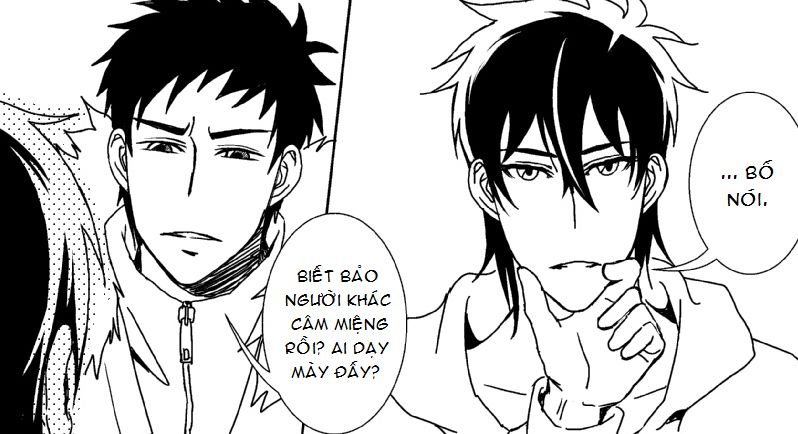 BIẾT BẢO
NGƯỜI KHÁC
CÂM MIỆNG
RỒI? AI DẠY
MÀY ĐẤY?
... BỐ
NÓI.